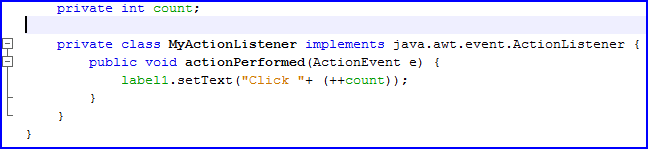 private int count;
private class MyActionListener implements java.awt.event.ActionListener {
public void actionPerformed(ActionEvent e) {
label1.setText("Click "+ (++count));
}
}
}